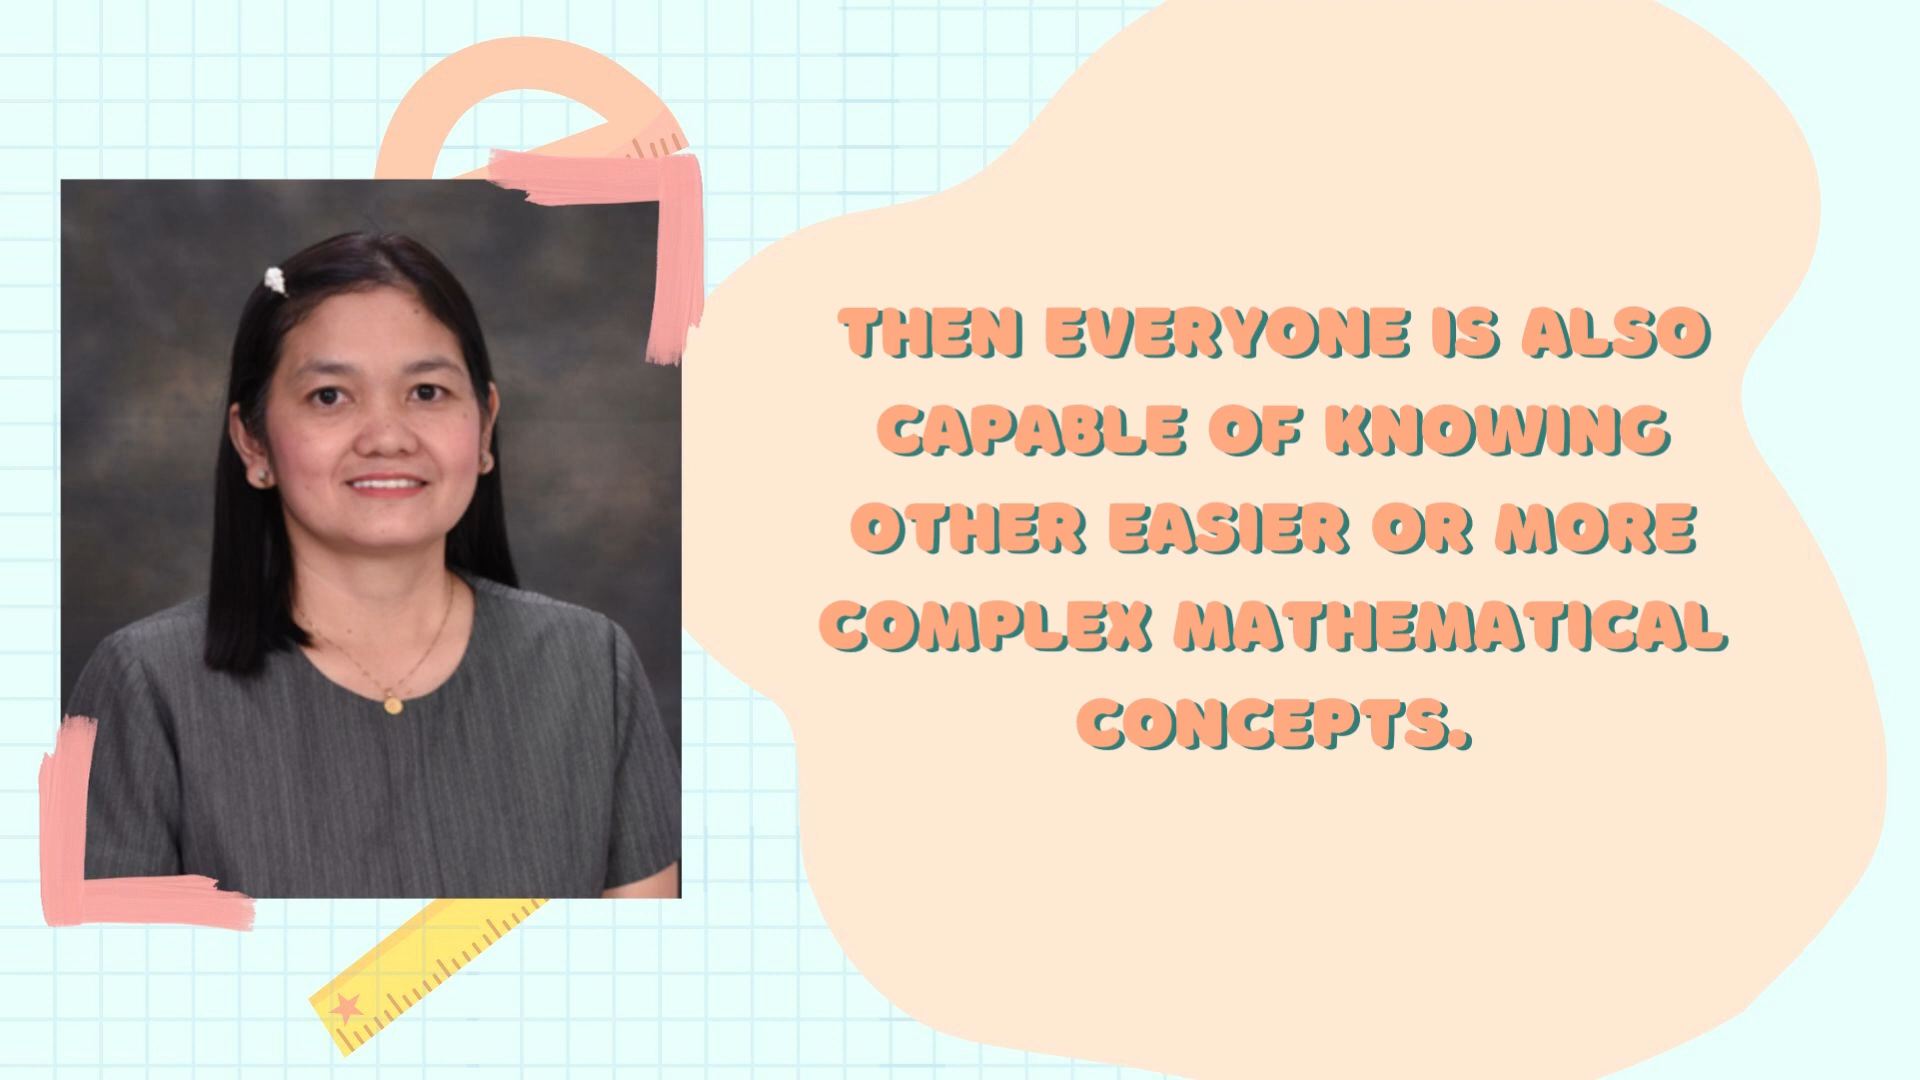 THEN EVERYONE IS ALSO
CAPABLE OF KNOWING
OTHER EASIER OR MORE
COMPLEX MATHEMATICAL
CONCEPTS.